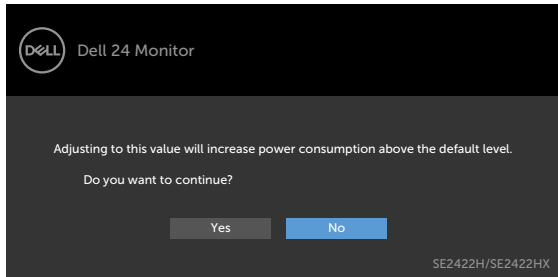 DELL
Dell 24 Monitor
Adjusting to this value will increase power consumption above the default level.
Do you want to continue?
Yes No
SE2422H/SE2422HX